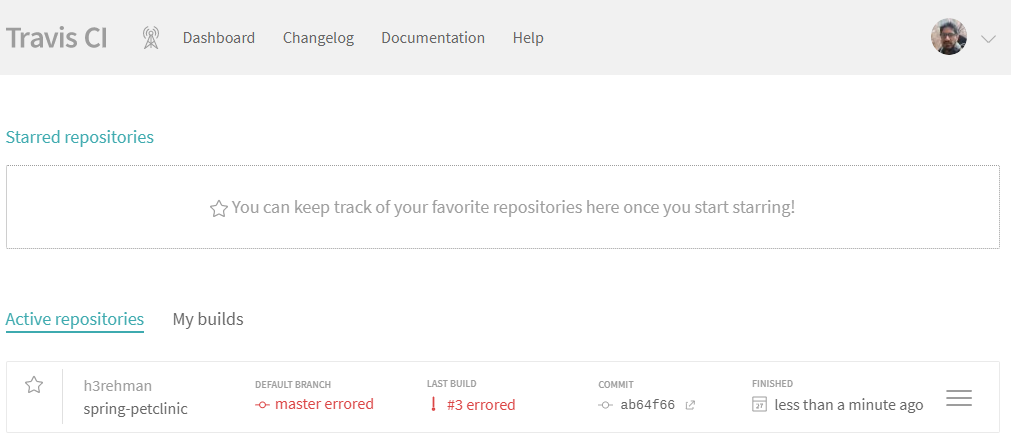 Travis CI Dashboard Changelog Documentation Help
Starred repositories
You can keep track of your favorite repositories here once you start starring!
Active repositories My builds
h3rehman DEFAULT BRANCH LAST BUILD COMMIT FINISHED
spring-petclinic master errored #3 errored ab64f66 27 less than a minute ago